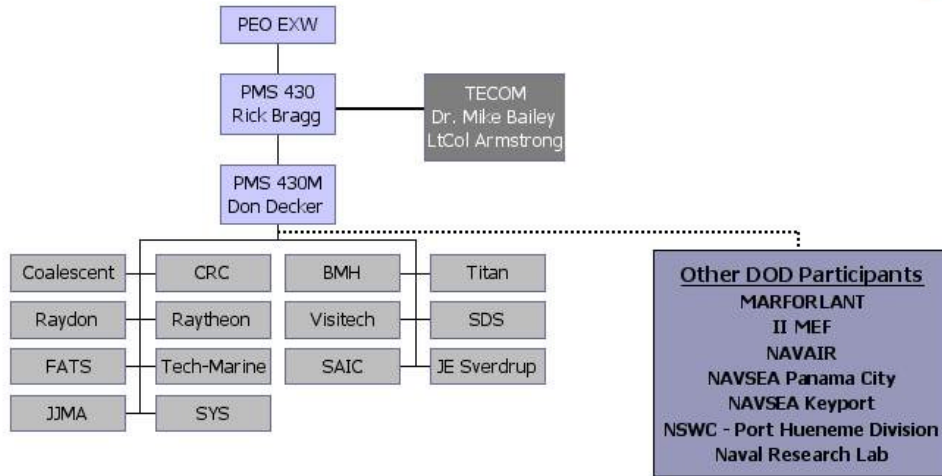 PEO EXW
PMS 430
Rick Bragg
TECOM
Dr. Mike Bailey
LtCol Armstrong
PMS 430M
Don Decker
Coalescent
CRC
BMH
Titan
Raydon
Raytheon
Visitech
SDS
FATS
Tech-Marine
SAIC
JE Sverdrup
JJMA
SYS
Other DOD Participants
MARFORLANT
II MEF
NAVAIR
NAVSEA Panama City
NAVSEA Keyport
NSWC - Port Hueneme Division
Naval Research Lab